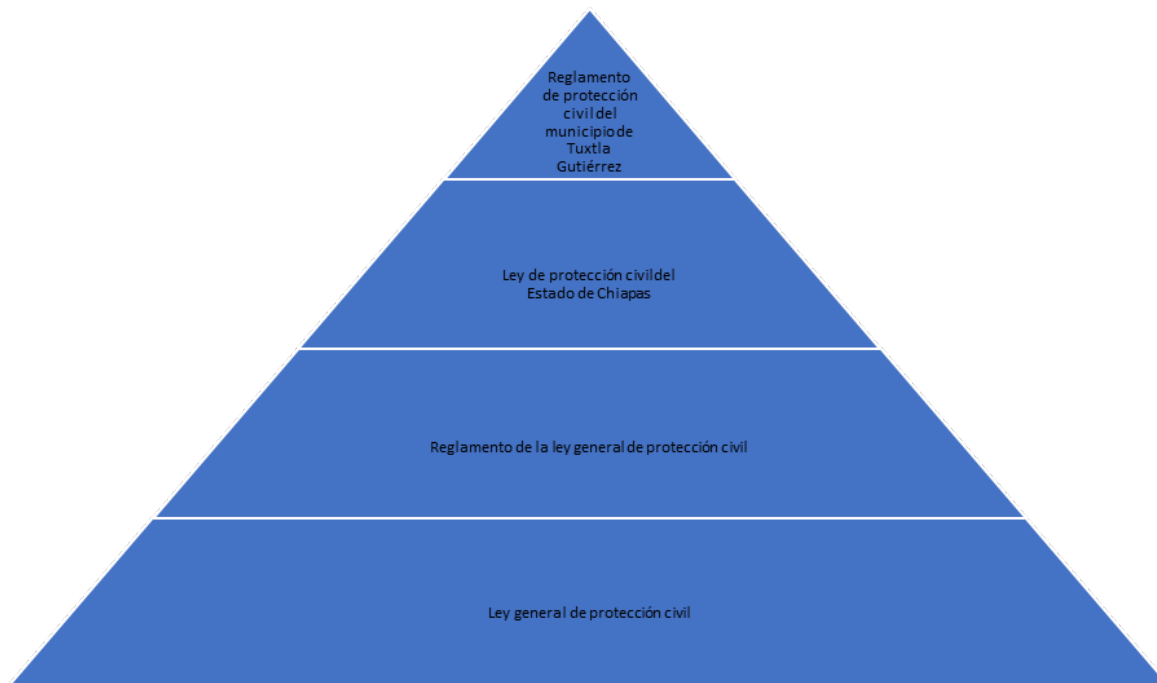 Reglamento
de protección
civil del
municipio de
Tuxtla
Gutiérrez
Ley de protección civil del
Estado de Chiapas
Reglamento de la ley general de protección civil
Ley general de protección civil